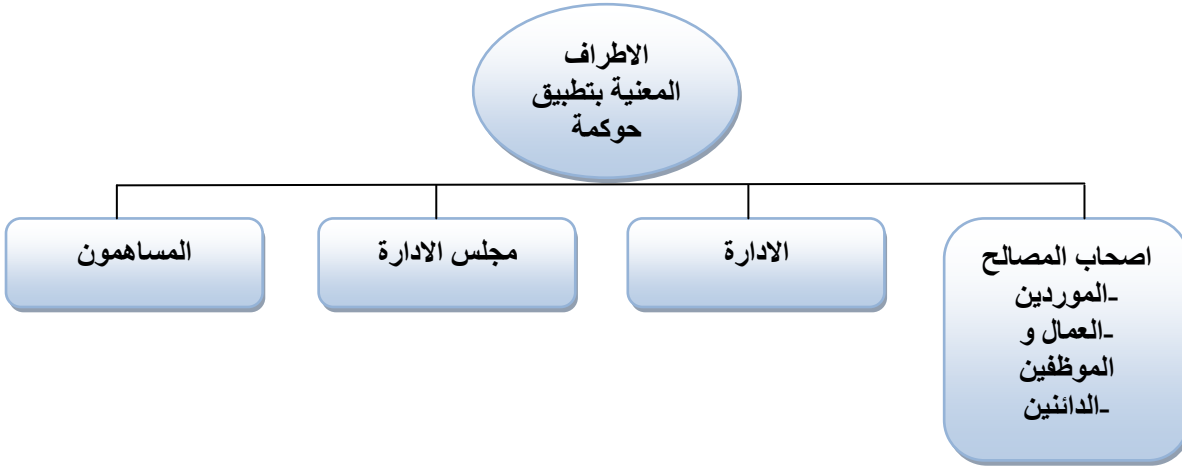 الاطراف
المعنية بتطبيق
حوكمة
اصحاب المصالح
-الموردين
-العمال و
الموظفين
-الدائنين
الادارة
مجلس الادارة
المساهمون